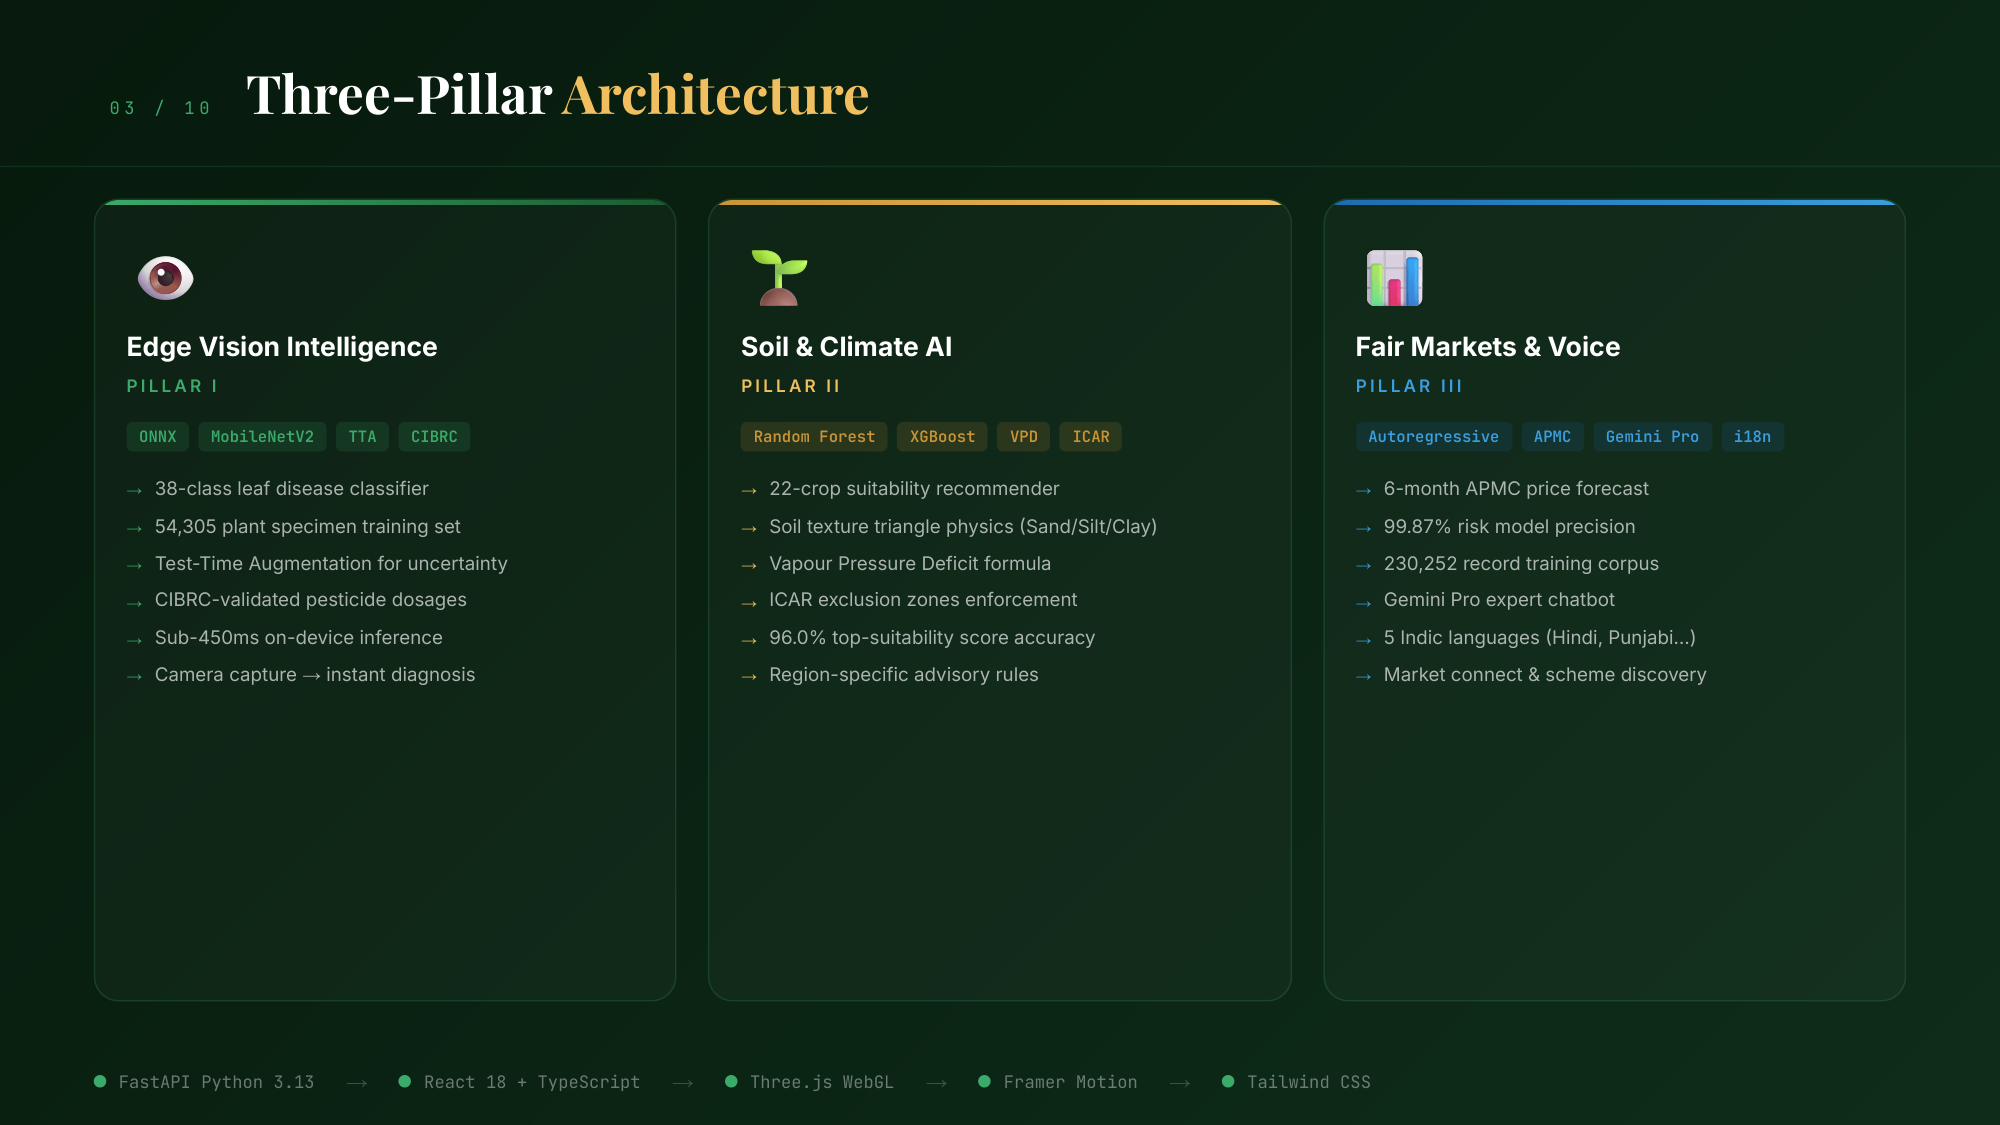 03 / 10
Three-Pillar Architecture
Edge Vision Intelligence
PILLAR I
ONNX MobileNetV2 TTA CIBRC
→ 38-class leaf disease classifier
→ 54,305 plant specimen training set
→ Test-Time Augmentation for uncertainty
→ CIBRC-validated pesticide dosages
→ Sub-450ms on-device inference
→ Camera capture → instant diagnosis
Soil & Climate AI
PILLAR II
Random Forest XGBoost VPD ICAR
→ 22-crop suitability recommender
→ Soil texture triangle physics (Sand/Silt/Clay)
→ Vapour Pressure Deficit formula
→ ICAR exclusion zones enforcement
→ 96.0% top-suitability score accuracy
→ Region-specific advisory rules
Fair Markets & Voice
PILLAR III
Autoregressive APMC Gemini Pro i18n
→ 6-month APMC price forecast
→ 99.87% risk model precision
→ 230,252 record training corpus
→ Gemini Pro expert chatbot
→ 5 Indic languages (Hindi, Punjabi...)
→ Market connect & scheme discovery
FastAPI Python 3.13 → React 18 + TypeScript → Three.js WebGL → Framer Motion → Tailwind CSS